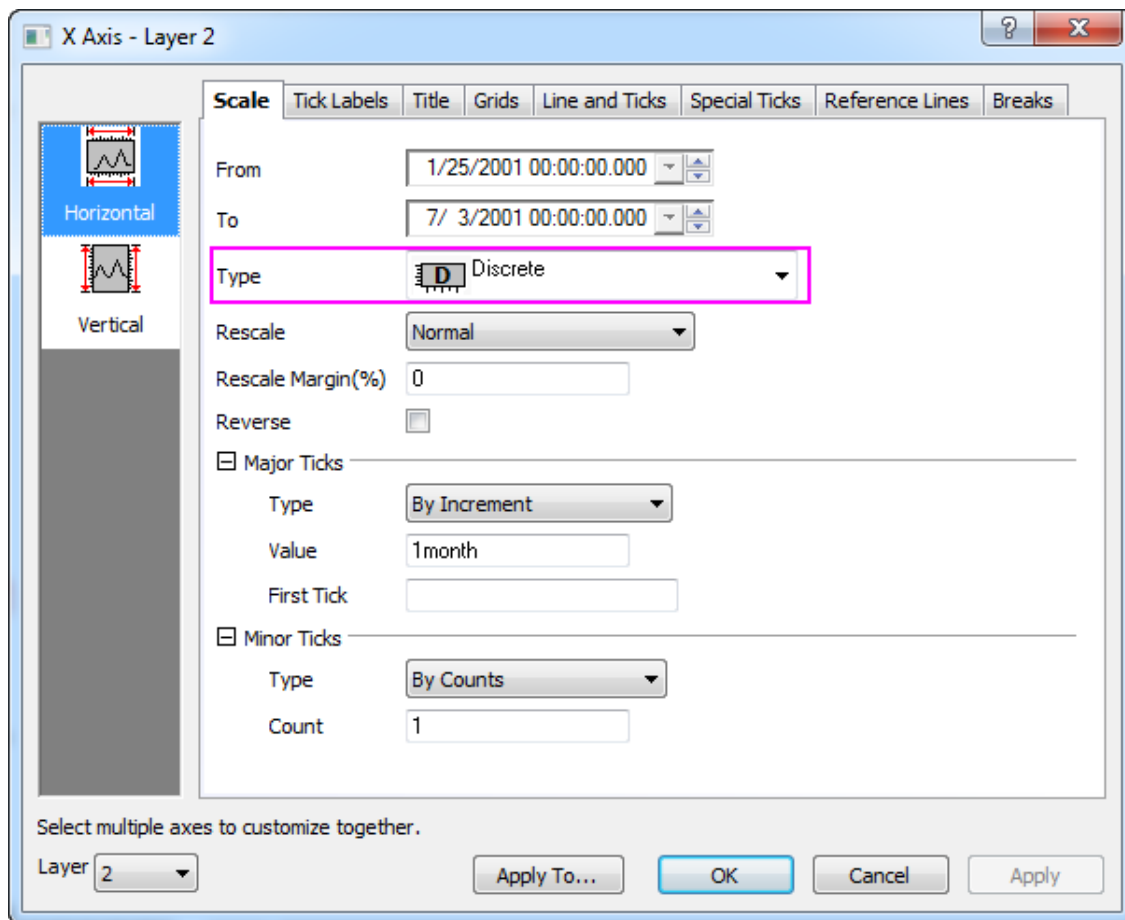 X Axis - Layer 2
Scale Tick Labels Title Grids Line and Ticks Special Ticks Reference Lines Breaks
Horizontal
Vertical
From 1/25/2001 00:00:00.000
To 7/ 3/2001 00:00:00.000
Type D Discrete
Rescale Normal
Rescale Margin(%) 0
Reverse
Major Ticks
Type By Increment
Value 1month
First Tick
Minor Ticks
Type By Counts
Count 1
Select multiple axes to customize together.
Layer 2 Apply To... OK Cancel Apply